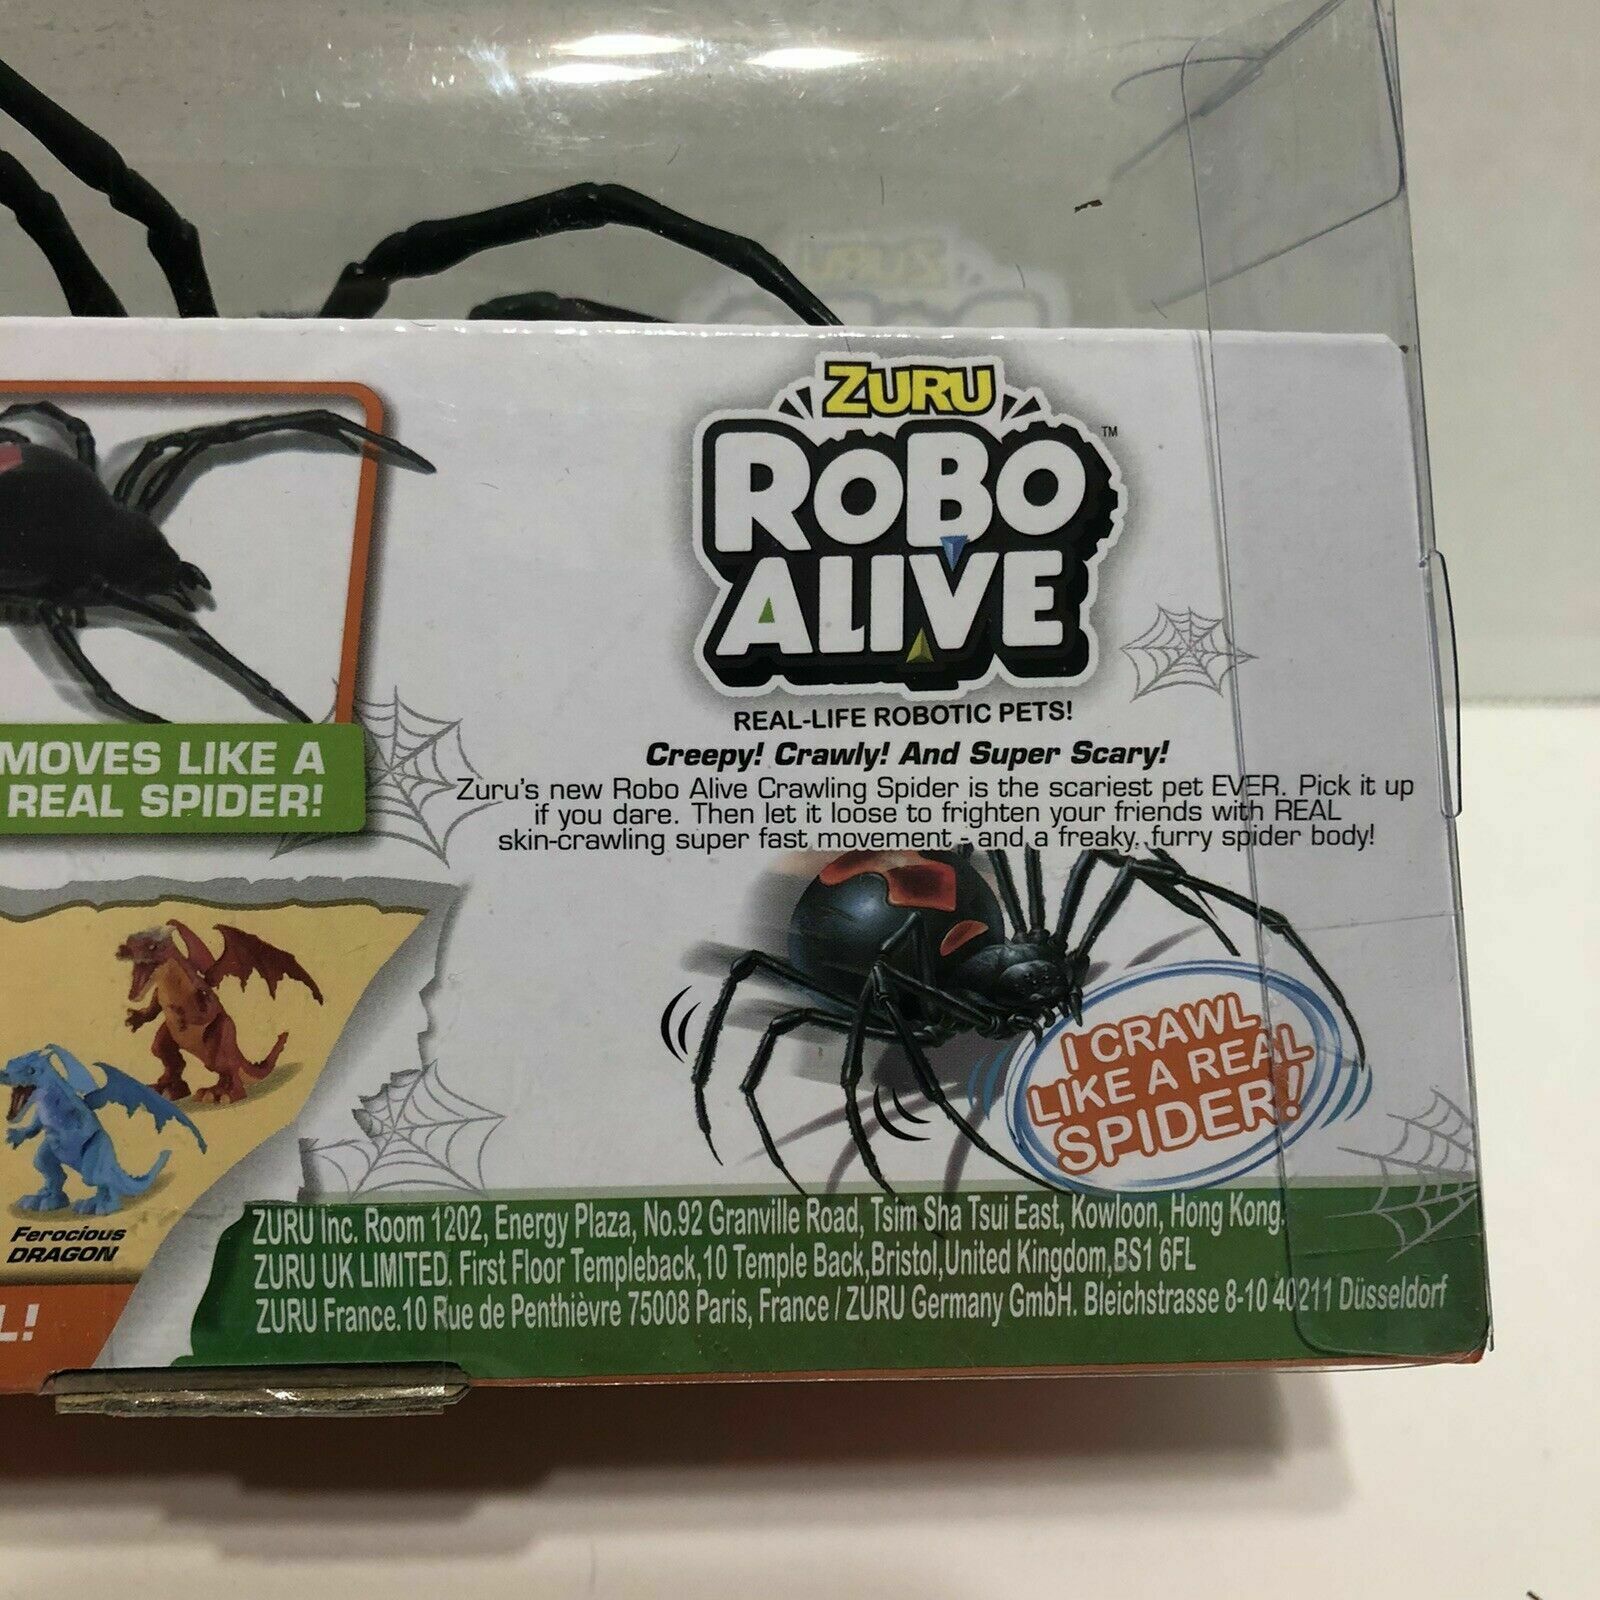 ZURU
ROBO
ALIVE
TM
REAL-LIFE ROBOTIC PETS!
Creepy! Crawly! And Super Scary!
Zuru's new Robo Alive Crawling Spider is the scariest pet EVER. Pick it up
if you dare. Then let it loose to frighten your friends with REAL
skin-crawling super fast movement - and a freaky, furry spider body!
MOVES LIKE A
REAL SPIDER!
I CRAWL
LIKE A REAL
SPIDER!
Ferocious
DRAGON
L!
ZURU Inc. Room 1202, Energy Plaza, No.92 Granville Road, Tsim Sha Tsui East, Kowloon, Hong Kong.
ZURU UK LIMITED. First Floor Templeback,10 Temple Back,Bristol,United Kingdom,BS1 6FL
ZURU France.10 Rue de Penthièvre 75008 Paris, France / ZURU Germany GmbH. Bleichstrasse 8-10 40211 Düsseldorf